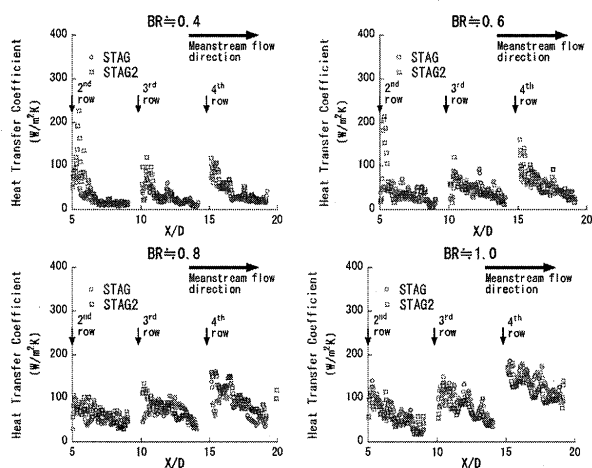 BR≒0.4
Meanstream flow
direction
STAG
STAG2
2nd
row
3rd
row
4th
row
Heat Transfer Coefficient
(W/m²K)
400
300
200
100
0
5
10
15
20
X/D
BR≒0.6
Meanstream flow
direction
STAG
STAG2
2nd
row
3rd
row
4th
row
Heat Transfer Coefficient
(W/m²K)
400
300
200
100
0
5
10
15
20
X/D
BR≒0.8
Meanstream flow
direction
STAG
STAG2
2nd
row
3rd
row
4th
row
Heat Transfer Coefficient
(W/m²K)
400
300
200
100
0
5
10
15
20
X/D
BR≒1.0
Meanstream flow
direction
STAG
STAG2
2nd
row
3rd
row
4th
row
Heat Transfer Coefficient
(W/m²K)
400
300
200
100
0
5
10
15
20
X/D